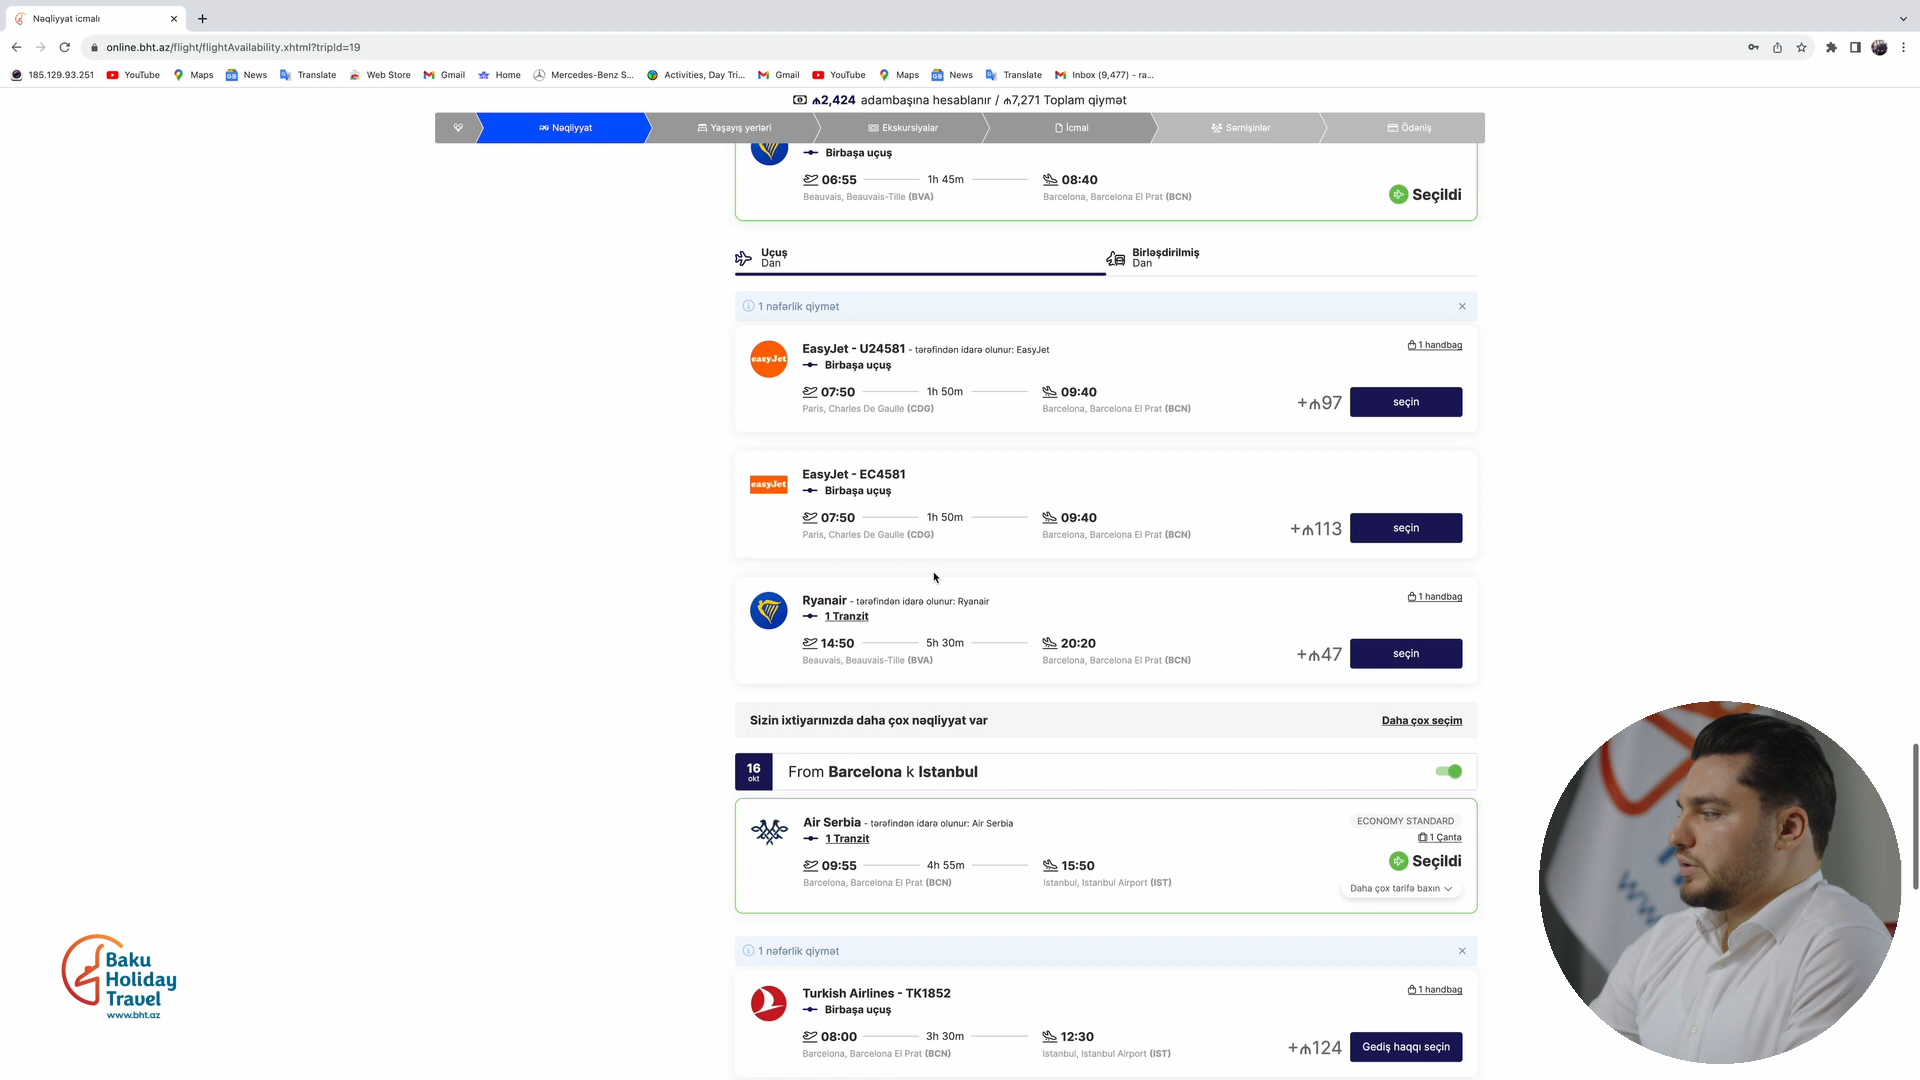 Nəqliyyat icmalı
online.bht.az/flight/flightAvailability.xhtml?tripId=19
185.129.93.251 YouTube Maps News Translate Web Store Gmail Home Mercedes-Benz S... Activities, Day Tri... Gmail YouTube Maps News Translate Inbox (9,477) - ra...
₼2,424 adambaşına hesablanır / ₼7,271 Toplam qiymət
Nəqliyyat Yaşayış yerləri Ekskursiyalar İcmal Sərnişinlər Ödəniş
Birbaşa uçuş
06:55 1h 45m 08:40
Beauvais, Beauvais-Tille (BVA) Barcelona, Barcelona El Prat (BCN)
Seçildi
Uçuş
Dan
Birləşdirilmiş
Dan
1 nəfərlik qiymət
easyJet
EasyJet - U24581 - tərəfindən idarə olunur: EasyJet
1 handbag
Birbaşa uçuş
07:50 1h 50m 09:40
Paris, Charles De Gaulle (CDG) Barcelona, Barcelona El Prat (BCN)
+₼97 seçin
easyJet
EasyJet - EC4581
Birbaşa uçuş
07:50 1h 50m 09:40
Paris, Charles De Gaulle (CDG) Barcelona, Barcelona El Prat (BCN)
+₼113 seçin
Ryanair - tərəfindən idarə olunur: Ryanair
1 handbag
1 Tranzit
14:50 5h 30m 20:20
Beauvais, Beauvais-Tille (BVA) Barcelona, Barcelona El Prat (BCN)
+₼47 seçin
Sizin ixtiyarınızda daha çox nəqliyyat var Daha çox seçim
16
okt
From Barcelona k Istanbul
Air Serbia - tərəfindən idarə olunur: Air Serbia
ECONOMY STANDARD
1 Tranzit
1 Çanta
09:55 4h 55m 15:50
Barcelona, Barcelona El Prat (BCN) Istanbul, Istanbul Airport (IST)
Seçildi
Daha çox tarifə baxın
1 nəfərlik qiymət
Turkish Airlines - TK1852
1 handbag
Birbaşa uçuş
08:00 3h 30m 12:30
Barcelona, Barcelona El Prat (BCN) Istanbul, Istanbul Airport (IST)
+₼124 Gediş haqqı seçin
Baku
Holiday
Travel
www.bht.az